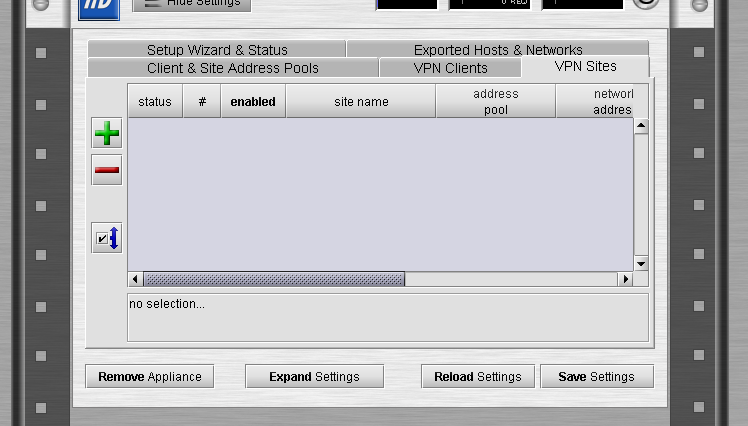 Hide Settings
0 REQ
Setup Wizard & Status
Exported Hosts & Networks
Client & Site Address Pools
VPN Clients
VPN Sites
status
#
enabled
site name
address
pool
networl
addres
no selection...
Remove Appliance
Expand Settings
Reload Settings
Save Settings